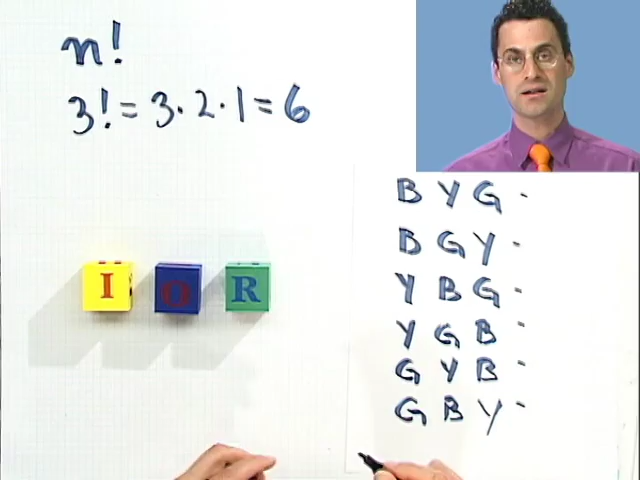 n!
3! = 3 · 2 · 1 = 6
I O R
B Y G -
B G Y -
Y B G -
Y G B -
G Y B -
G B Y -